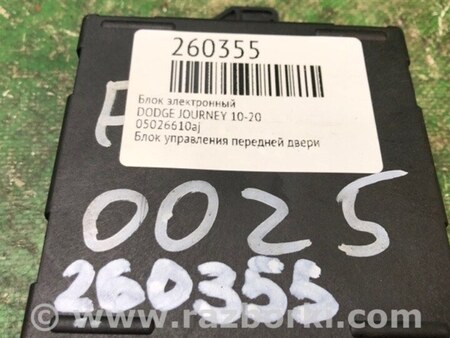 260355
Блок электронный
DODGE JOURNEY 10-20
05026610aj
Блок управления передней двери
0025
260355
www.razborki.com